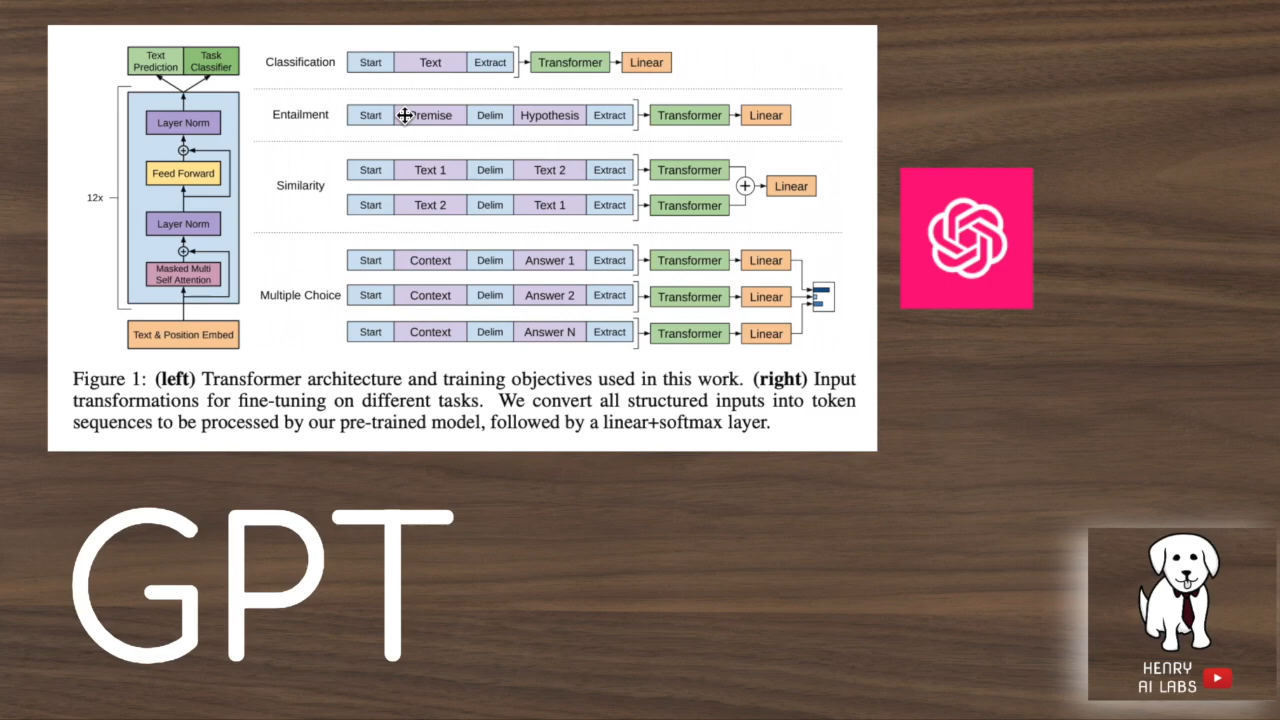 Text
Prediction
Task
Classifier
12x
Layer Norm
Feed Forward
Layer Norm
Masked Multi
Self Attention
Text & Position Embed
Classification
Start Text Extract Transformer Linear
Entailment
Start remise Delim Hypothesis Extract Transformer Linear
Similarity
Start Text 1 Delim Text 2 Extract Transformer
Linear
Start Text 2 Delim Text 1 Extract Transformer
Multiple Choice
Start Context Delim Answer 1 Extract Transformer Linear
Start Context Delim Answer 2 Extract Transformer Linear
Start Context Delim Answer N Extract Transformer Linear
Figure 1: (left) Transformer architecture and training objectives used in this work. (right) Input
transformations for fine-tuning on different tasks. We convert all structured inputs into token
sequences to be processed by our pre-trained model, followed by a linear+softmax layer.
GPT
HENRY
AI LABS